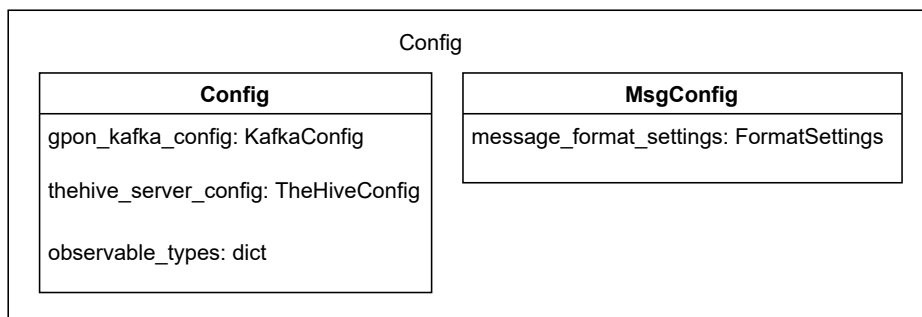 Config
Config
gpon_kafka_config: KafkaConfig
thehive_server_config: TheHiveConfig
observable_types: dict
MsgConfig
message_format_settings: FormatSettings